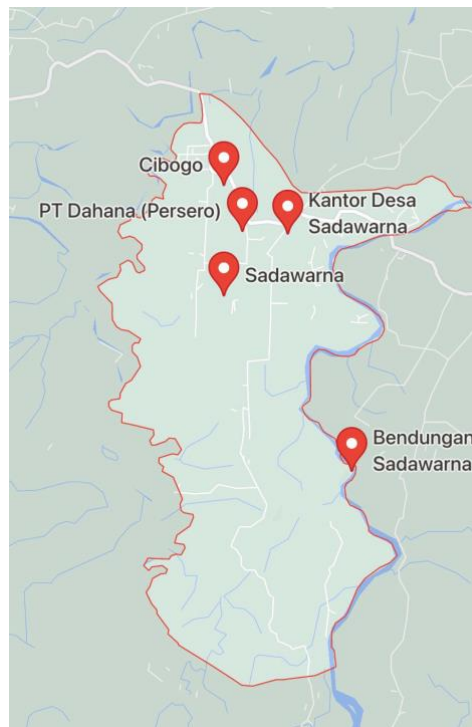 Cibogo
PT Dahana (Persero)
Kantor Desa
Sadawarna
Sadawarna
Bendungan
Sadawarna